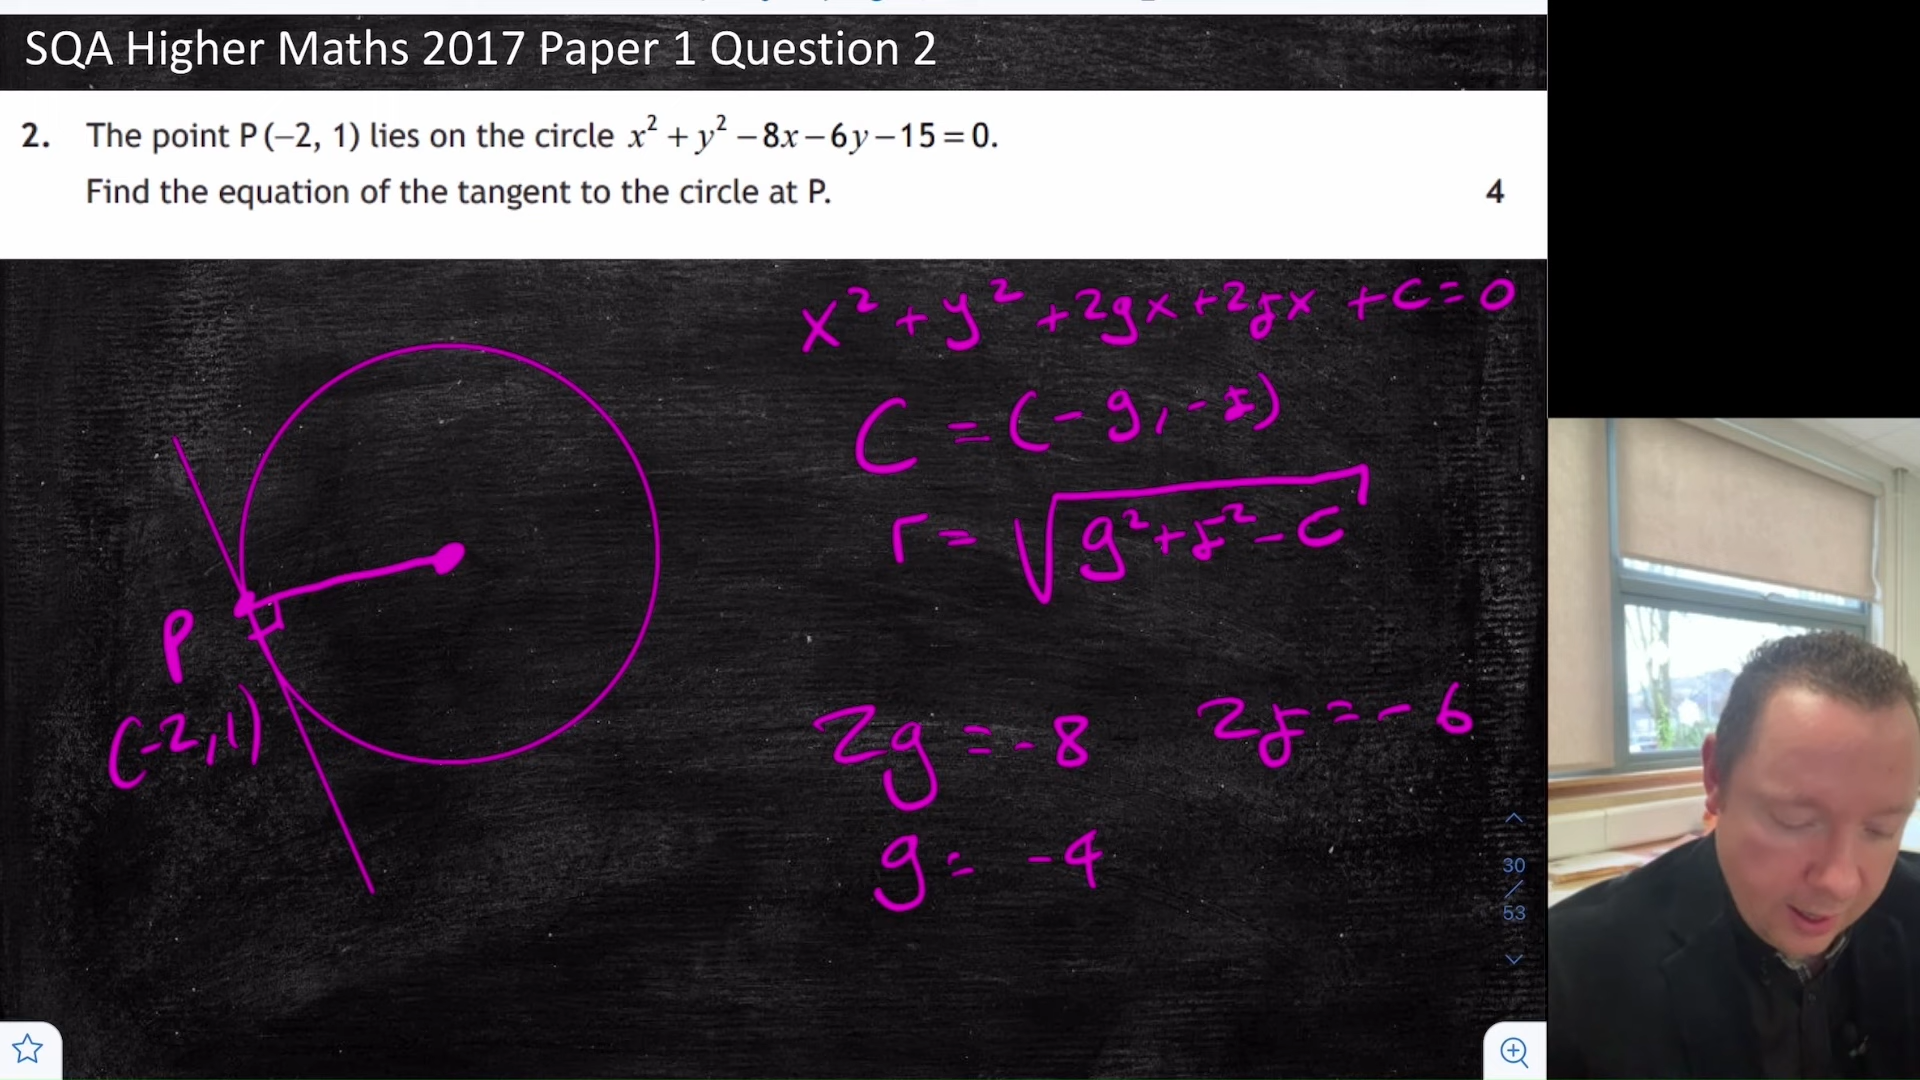 SQA Higher Maths 2017 Paper 1 Question 2
2. The point P(−2, 1) lies on the circle x² + y² − 8x − 6y − 15 = 0.
Find the equation of the tangent to the circle at P. 4
x² + y² + 2gx + 2fx + c = 0
C = (-g, -f)
r = √g² + f² - c
P
(-2, 1)
2g = -8 2f = -6
g = -4
30
/
53